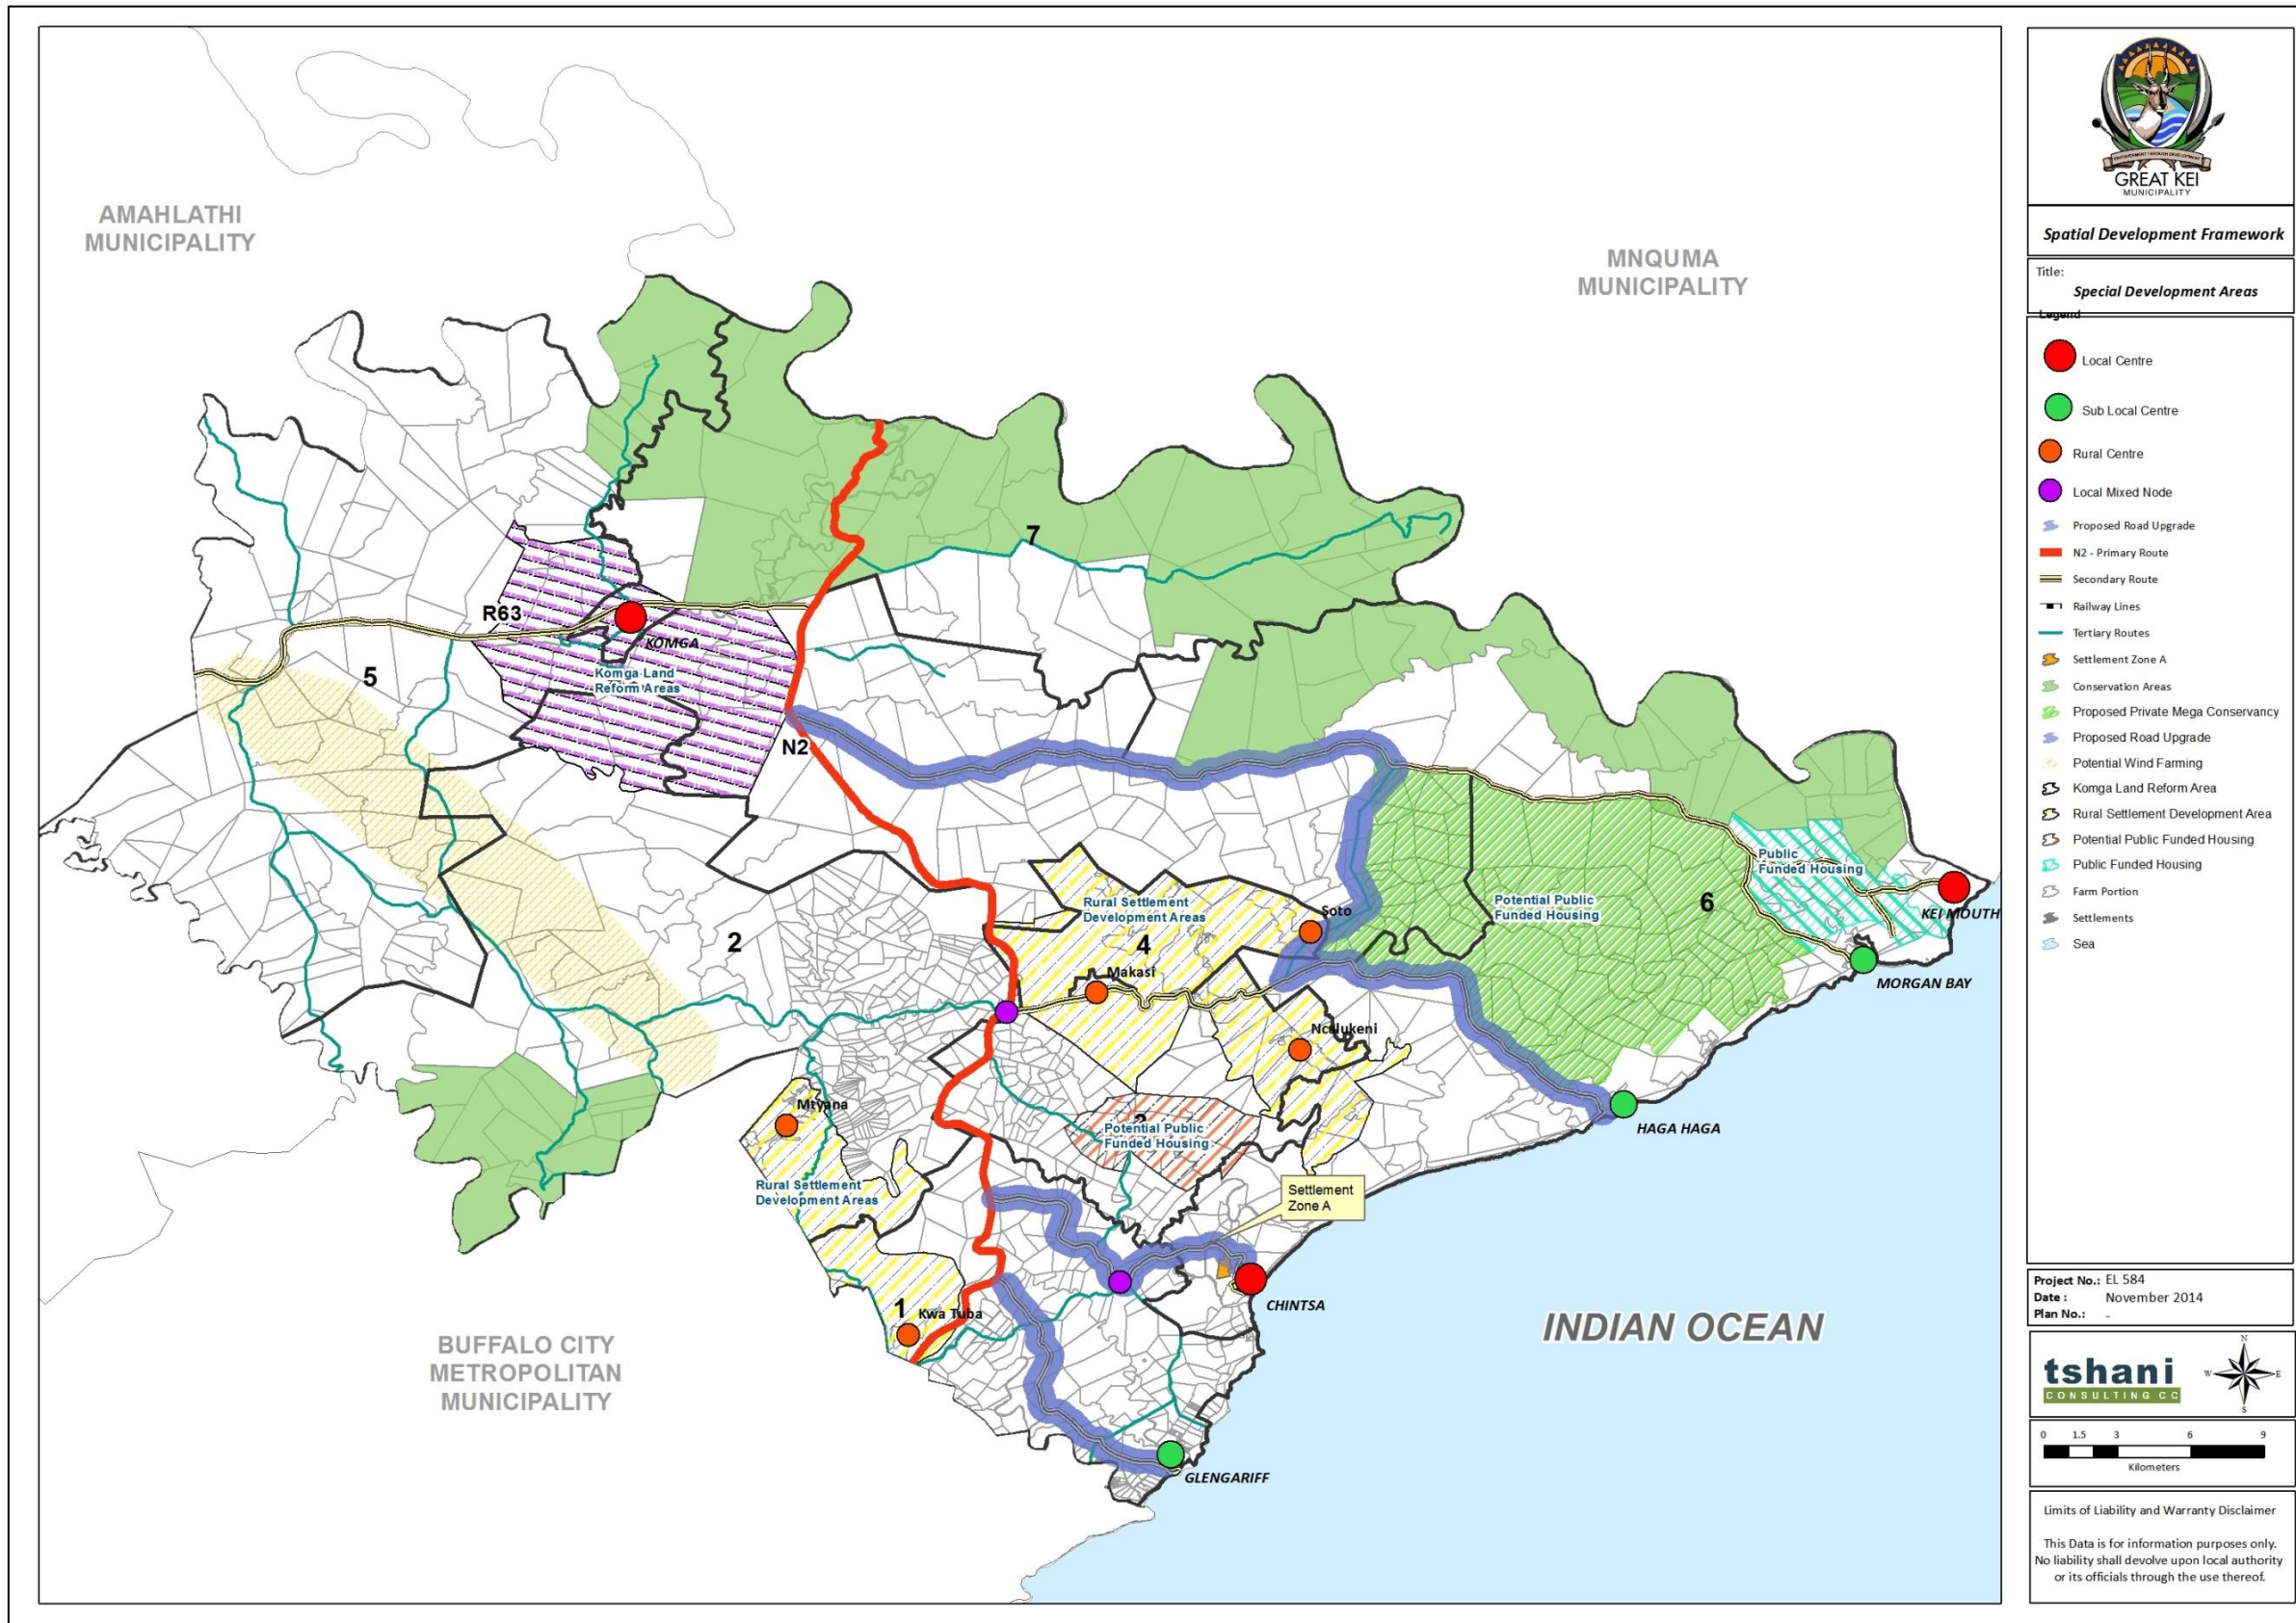 AMAHLATHI
MUNICIPALITY
MNQUMA
MUNICIPALITY
7
R63
KOMGA
Komga Land
Reform Areas
5
N2
2
Rural Settlement
Development Areas
4
Soto
Makasi
Ncalukeni
Potential Public
Funded Housing
6
Public
Funded Housing
KEI MOUTH
MORGAN BAY
HAGA HAGA
Mtyana
Potential Public
Funded Housing
Rural Settlement
Development Areas
Settlement
Zone A
1
Kwa Tuba
CHINTSA
BUFFALO CITY
METROPOLITAN
MUNICIPALITY
INDIAN OCEAN
GLENGARIFF
GREAT KEI
MUNICIPALITY
Spatial Development Framework
Title:
Special Development Areas
Legend
Local Centre
Sub Local Centre
Rural Centre
Local Mixed Node
Proposed Road Upgrade
N2 - Primary Route
Secondary Route
Railway Lines
Tertiary Routes
Settlement Zone A
Conservation Areas
Proposed Private Mega Conservancy
Proposed Road Upgrade
Potential Wind Farming
Komga Land Reform Area
Rural Settlement Development Area
Potential Public Funded Housing
Public Funded Housing
Farm Portion
Settlements
Sea
Project No.: EL 584
Date : November 2014
Plan No.: -
tshani
CONSULTING CC
N
W E
S
0 1.5 3 6 9
Kilometers
Limits of Liability and Warranty Disclaimer
This Data is for information purposes only.
No liability shall devolve upon local authority
or its officials through the use thereof.